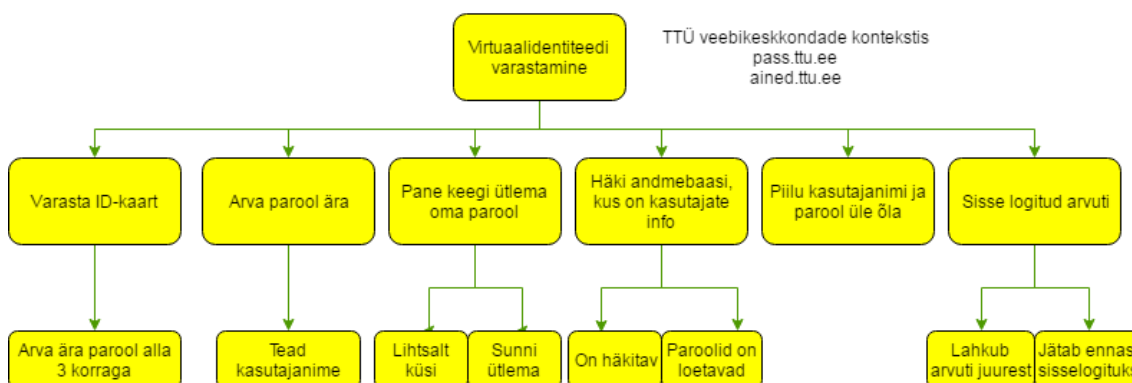 Virtuaalidentiteedi
varastamine
TTÜ veebikeskkondade kontekstis
pass.ttu.ee
ained.ttu.ee
Varasta ID-kaart
Arva parool ära
Pane keegi ütlema
oma parool
Häki andmebaasi,
kus on kasutajate
info
Piilu kasutajanimi ja
parool üle õla
Sisse logitud arvuti
Arva ära parool alla
3 korraga
Tead
kasutajanime
Lihtsalt
küsi
Sunni
ütlema
On häkitav
Paroolid on
loetavad
Lahkub
arvuti juurest
Jätab ennast
sisselogituks